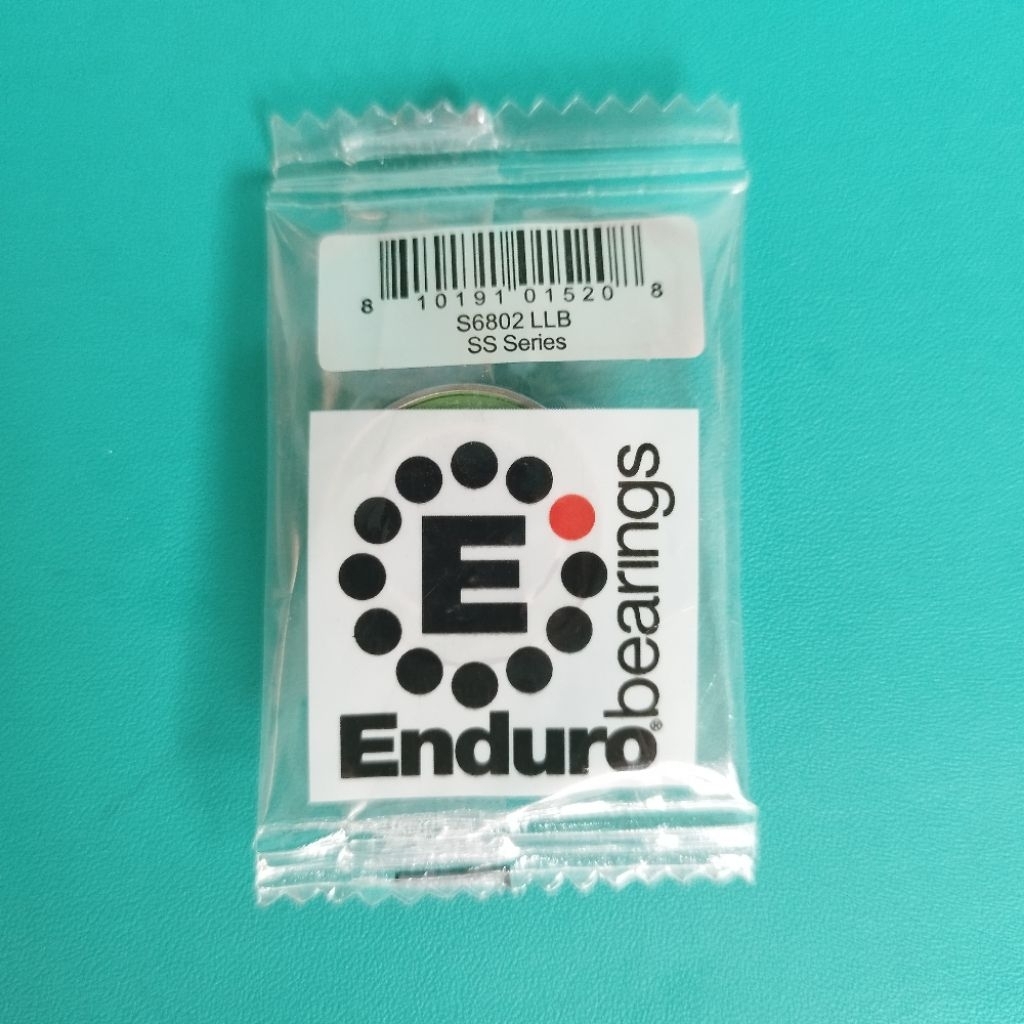 8 10191 01520 8
S6802 LLB
SS Series
E
bearings
Enduro®